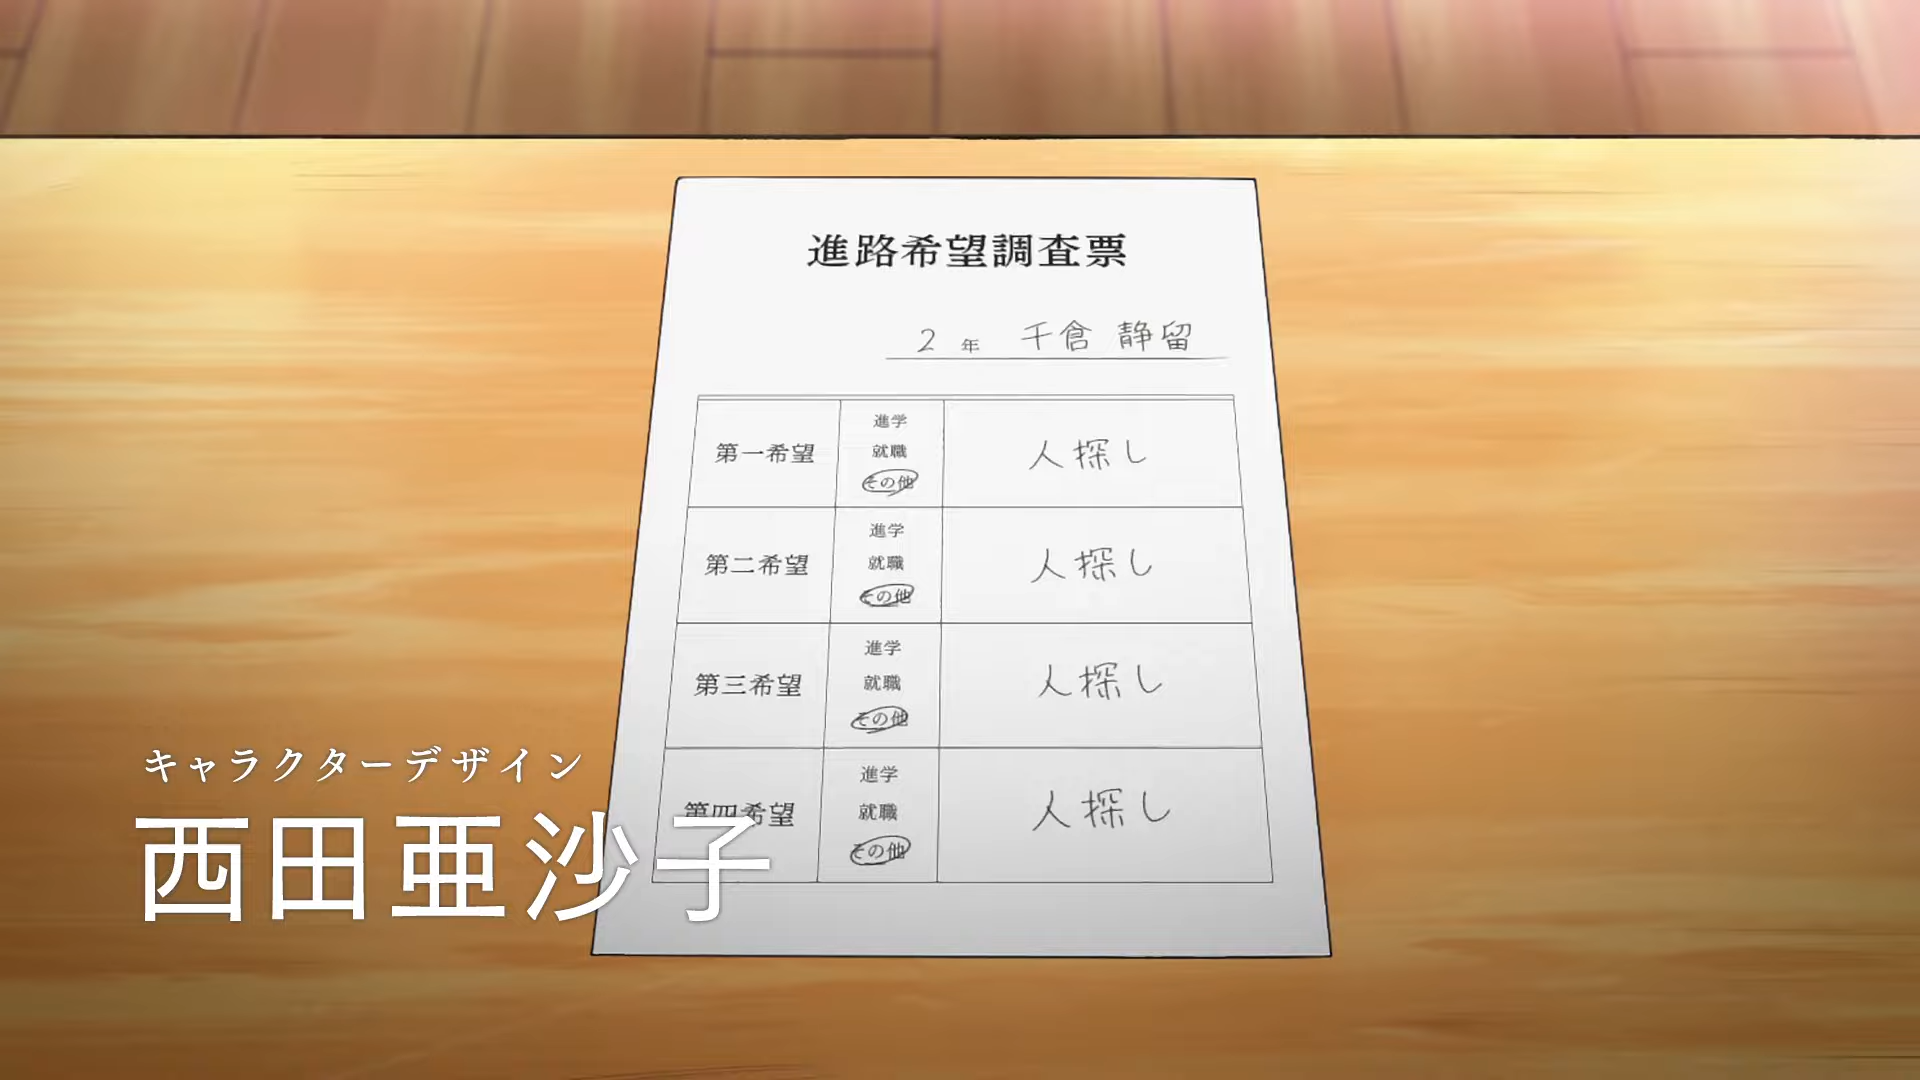 進路希望調査票
2 年 千倉 静留
第一希望
進学
就職
その他
人探し
第二希望
進学
就職
その他
人探し
第三希望
進学
就職
その他
人探し
第四希望
進学
就職
その他
人探し
キャラクターデザイン
西田亜沙子